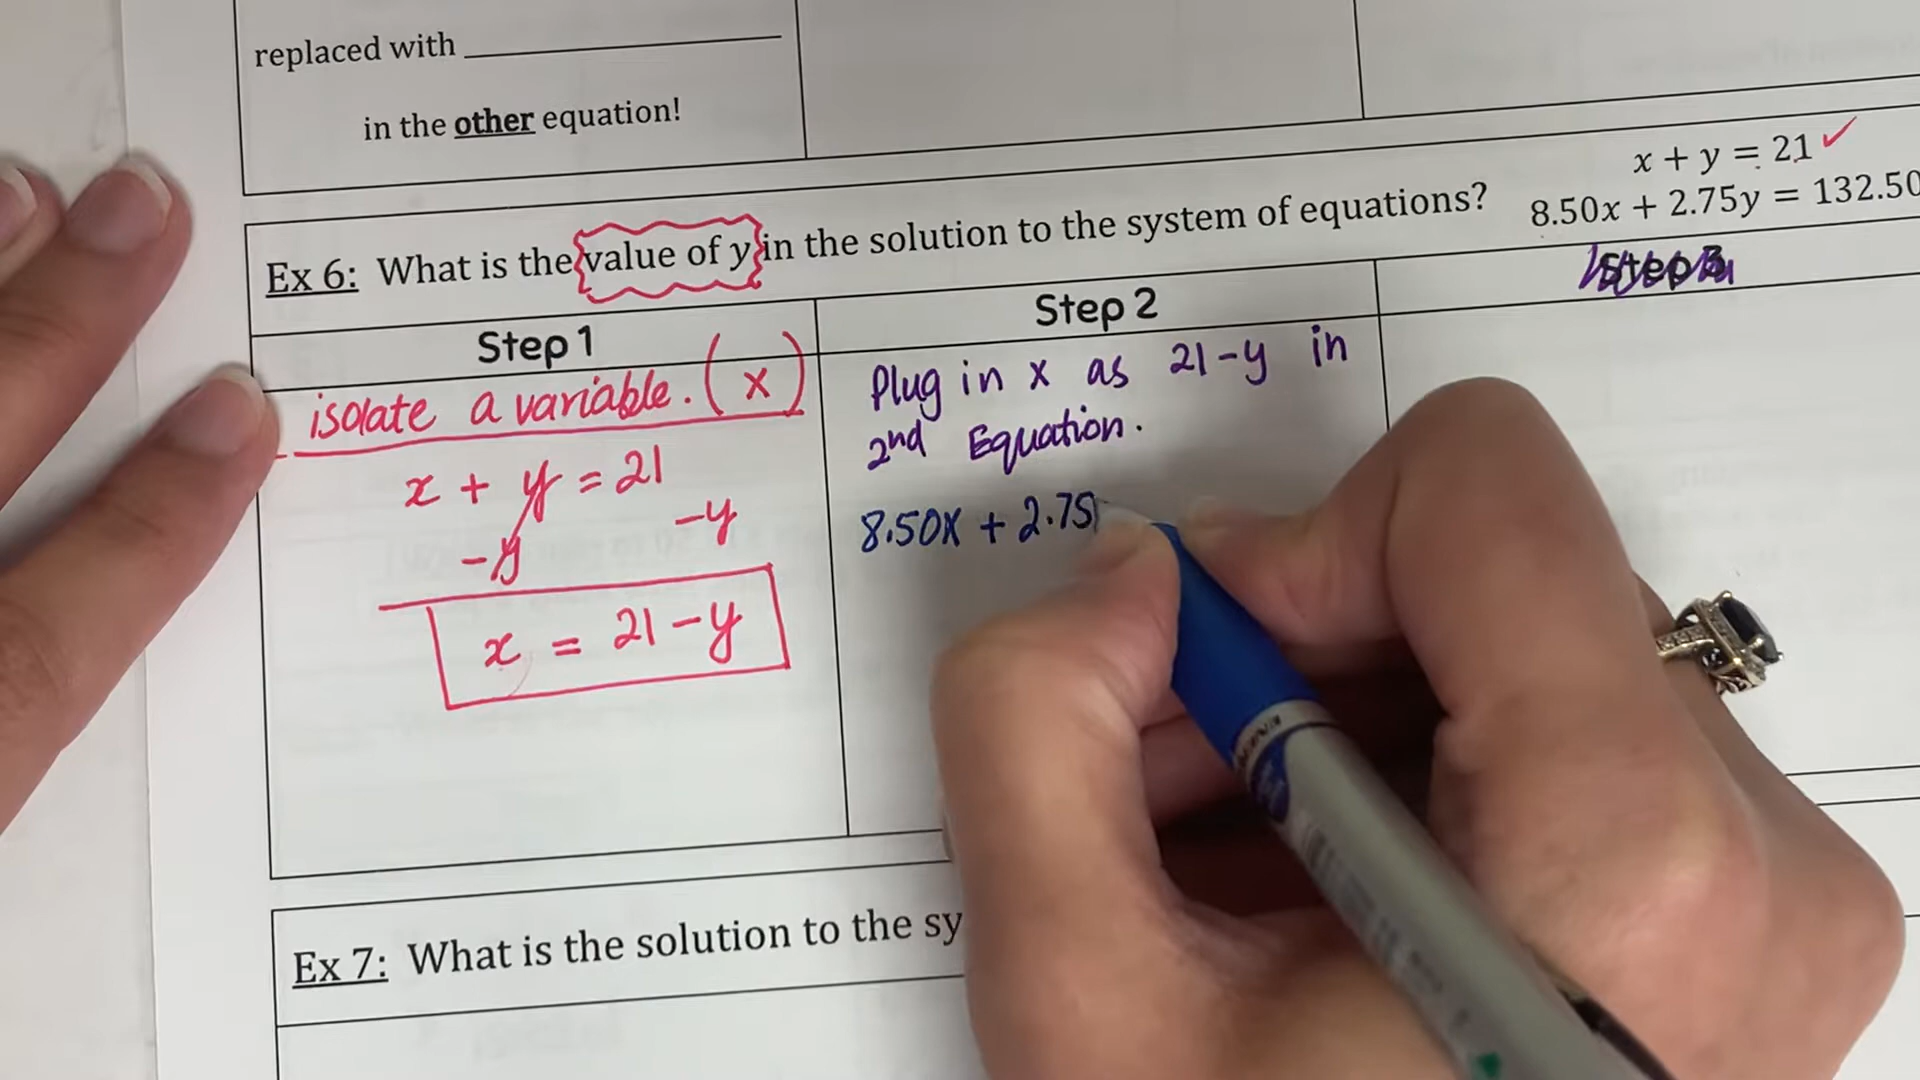 replaced with
in the other equation!
x + y = 21 ✓
Ex 6: What is the value of y in the solution to the system of equations?
8.50x + 2.75y = 132.50
Step 1
Step 2
isolate a variable. (x)
x + y = 21
-y -y
x = 21 - y
Plug in x as 21-y in
2nd Equation.
8.50x + 2.75
Ex 7: What is the solution to the sy